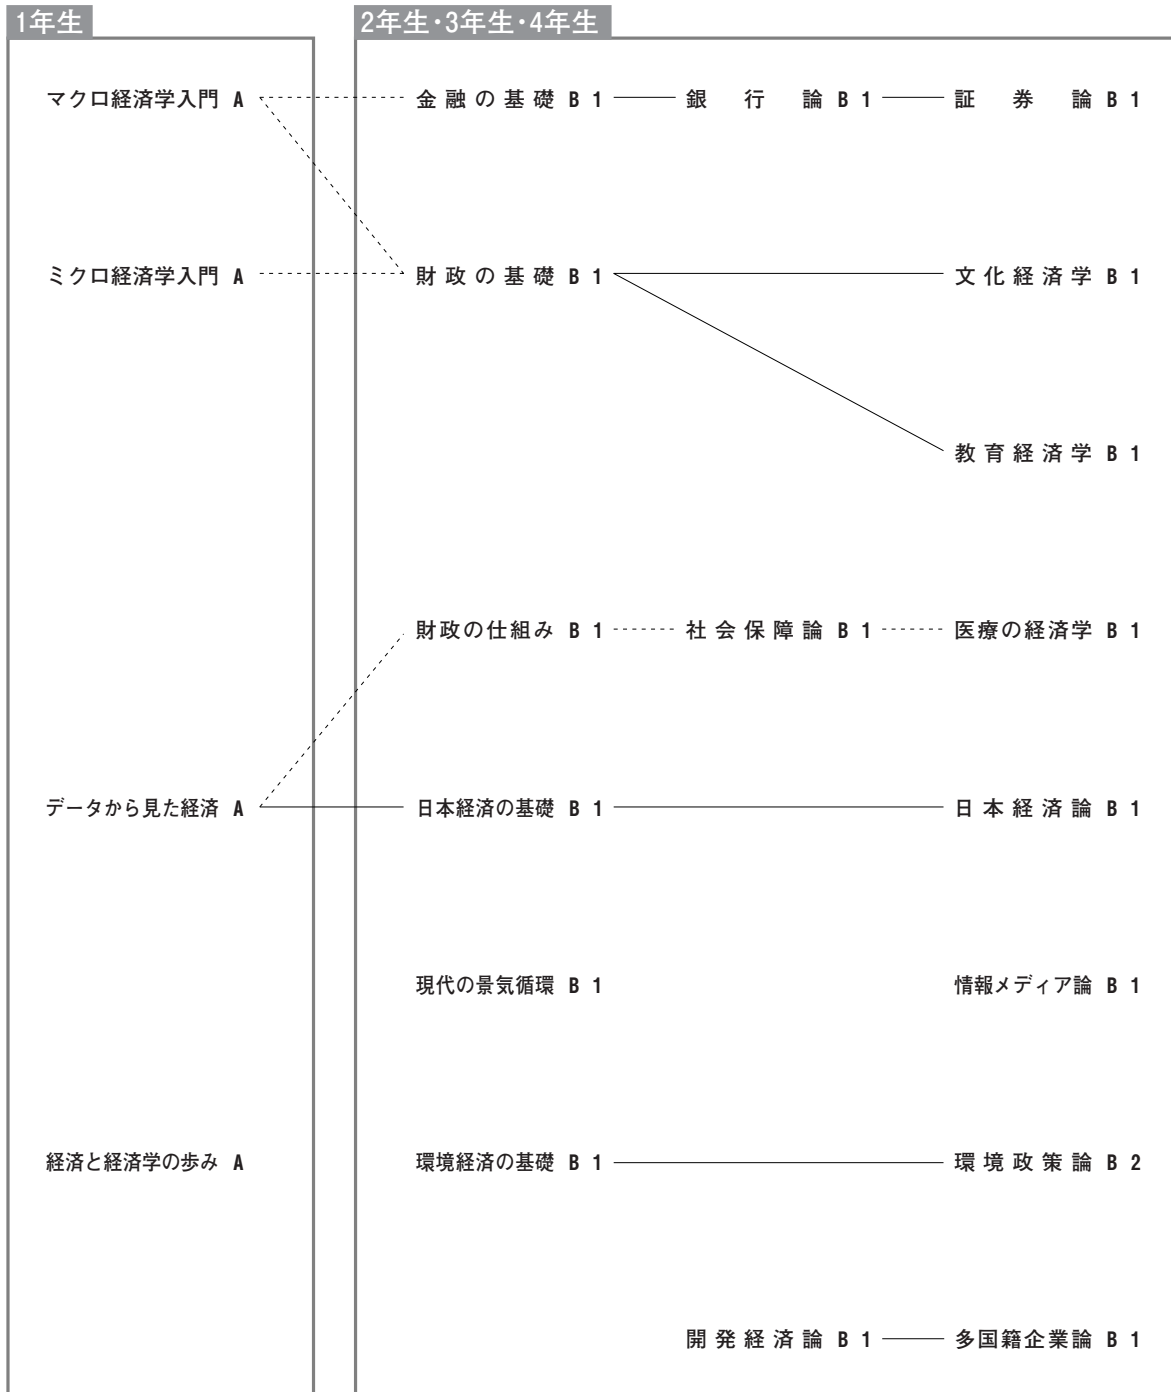 1年生 2年生・3年生・4年生
マクロ経済学入門 A 金融の基礎 B 1 銀行論 B 1 証券論 B 1
ミクロ経済学入門 A 財政の基礎 B 1 文化経済学 B 1
教育経済学 B 1
財政の仕組み B 1 社会保障論 B 1 医療の経済学 B 1
データから見た経済 A 日本経済の基礎 B 1 日本経済論 B 1
現代の景気循環 B 1 情報メディア論 B 1
経済と経済学の歩み A 環境経済の基礎 B 1 環境政策論 B 2
開発経済論 B 1 多国籍企業論 B 1